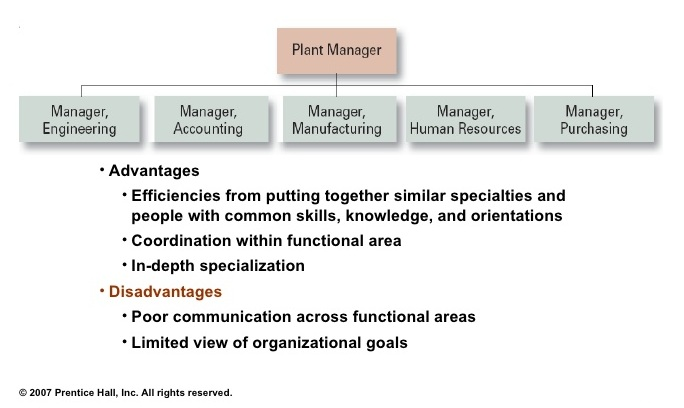 Plant Manager
Manager,
Engineering
Manager,
Accounting
Manager,
Manufacturing
Manager,
Human Resources
Manager,
Purchasing
• Advantages
• Efficiencies from putting together similar specialties and
people with common skills, knowledge, and orientations
• Coordination within functional area
• In-depth specialization
• Disadvantages
• Poor communication across functional areas
• Limited view of organizational goals
© 2007 Prentice Hall, Inc. All rights reserved.